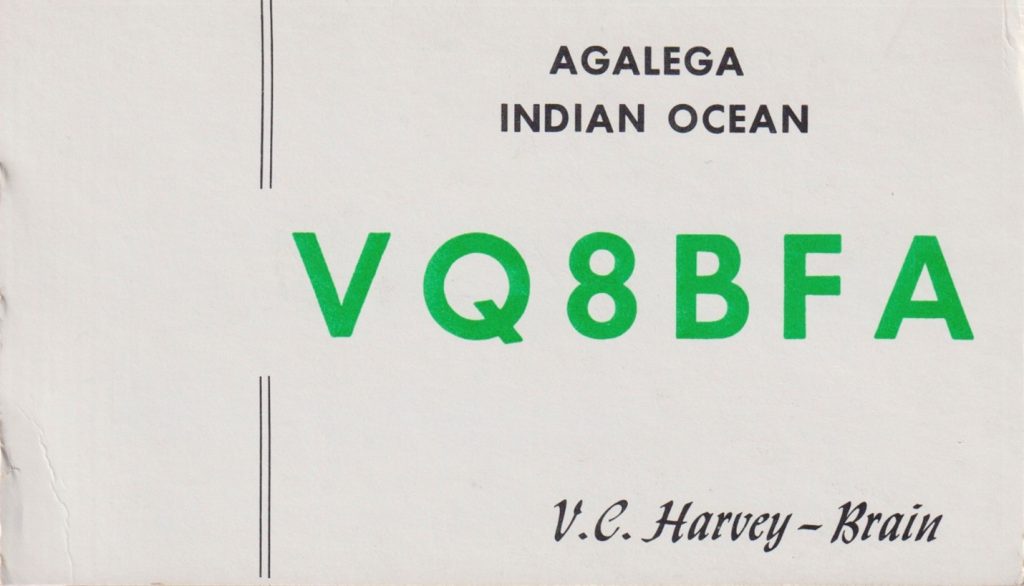 AGALEGA
INDIAN OCEAN
VQ8BFA
V.C. Harvey – Brain